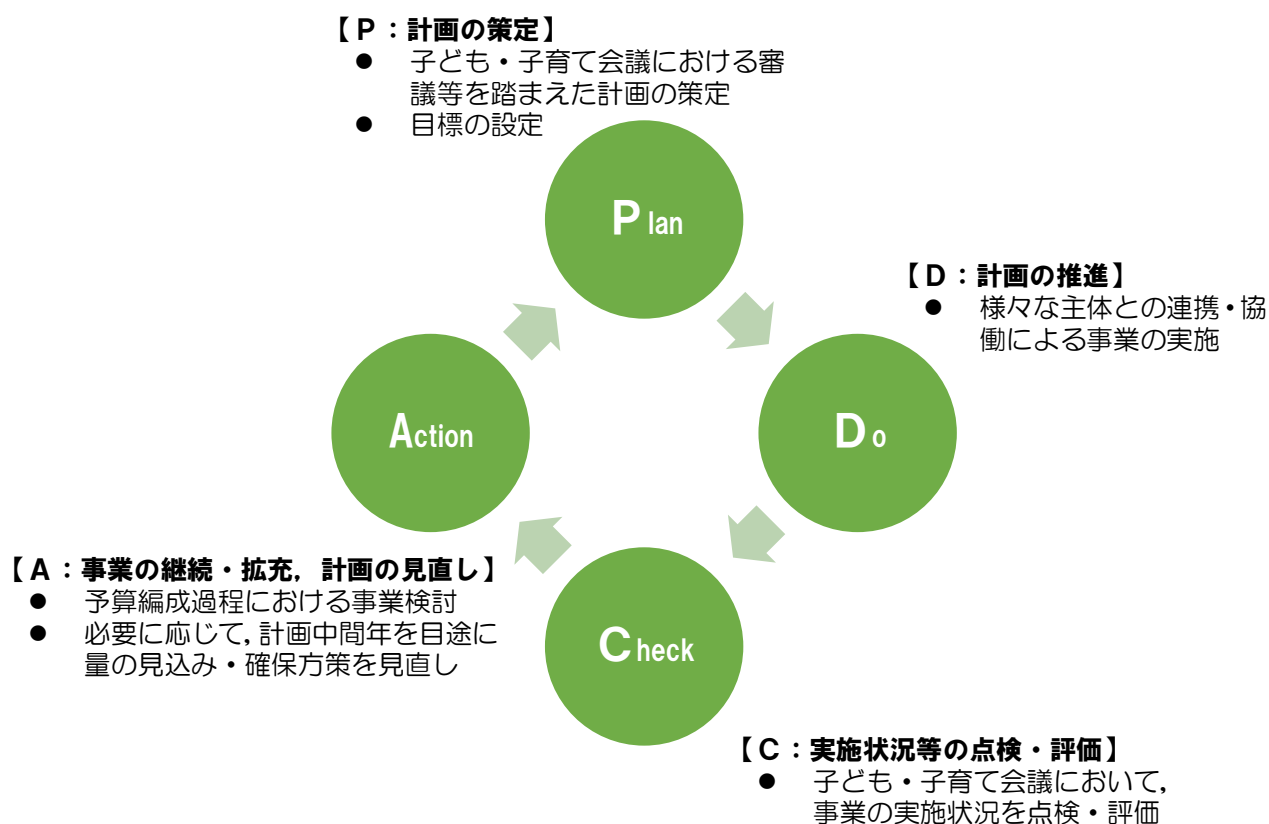 【P：計画の策定】
● 子ども・子育て会議における審
議等を踏まえた計画の策定
● 目標の設定
Plan
【D：計画の推進】
● 様々な主体との連携・協
働による事業の実施
Action
Do
【A：事業の継続・拡充，計画の見直し】
● 予算編成過程における事業検討
● 必要に応じて，計画中間年を目途に
量の見込み・確保方策を見直し
Check
【C：実施状況等の点検・評価】
● 子ども・子育て会議において，
事業の実施状況を点検・評価